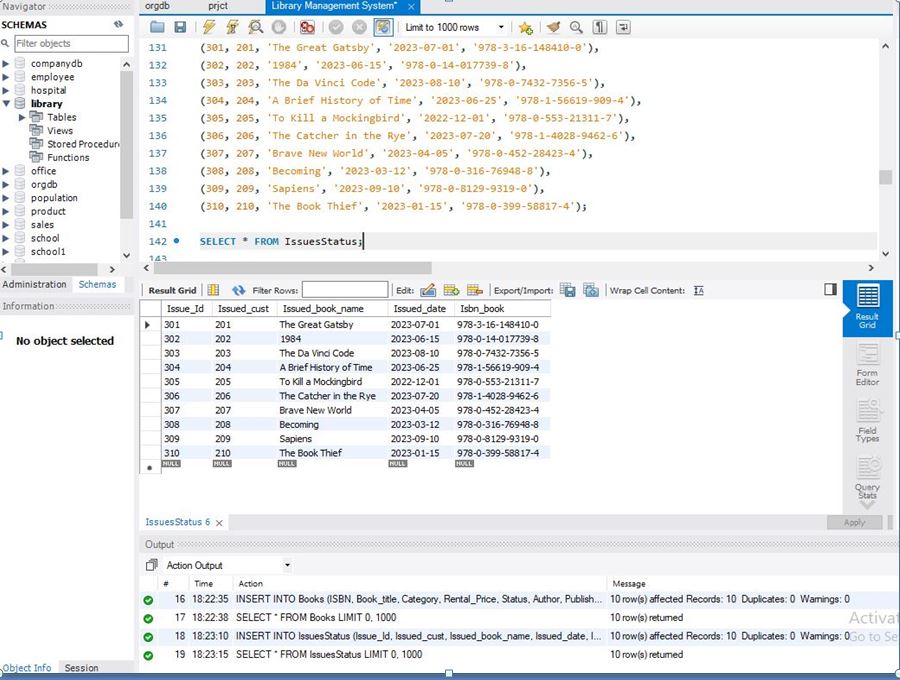 Navigator
orgdb prjct Library Management System* ×
SCHEMAS
Limit to 1000 rows
Filter objects
companydb
employee
hospital
library
Tables
Views
Stored Procedure
Functions
office
orgdb
population
product
sales
school
school1
Administration Schemas
Information
No object selected
131 (301, 201, 'The Great Gatsby', '2023-07-01', '978-3-16-148410-0'),
132 (302, 202, '1984', '2023-06-15', '978-0-14-017739-8'),
133 (303, 203, 'The Da Vinci Code', '2023-08-10', '978-0-7432-7356-5'),
134 (304, 204, 'A Brief History of Time', '2023-06-25', '978-1-56619-909-4'),
135 (305, 205, 'To Kill a Mockingbird', '2022-12-01', '978-0-553-21311-7'),
136 (306, 206, 'The Catcher in the Rye', '2023-07-20', '978-1-4028-9462-6'),
137 (307, 207, 'Brave New World', '2023-04-05', '978-0-452-28423-4'),
138 (308, 208, 'Becoming', '2023-03-12', '978-0-316-76948-8'),
139 (309, 209, 'Sapiens', '2023-09-10', '978-0-8129-9319-0'),
140 (310, 210, 'The Book Thief', '2023-01-15', '978-0-399-58817-4');
141
142 SELECT * FROM IssuesStatus;
143
Result Grid Filter Rows: Edit: Export/Import: Wrap Cell Content:
Issue_Id Issued_cust Issued_book_name Issued_date Isbn_book
301 201 The Great Gatsby 2023-07-01 978-3-16-148410-0
302 202 1984 2023-06-15 978-0-14-017739-8
303 203 The Da Vinci Code 2023-08-10 978-0-7432-7356-5
304 204 A Brief History of Time 2023-06-25 978-1-56619-909-4
305 205 To Kill a Mockingbird 2022-12-01 978-0-553-21311-7
306 206 The Catcher in the Rye 2023-07-20 978-1-4028-9462-6
307 207 Brave New World 2023-04-05 978-0-452-28423-4
308 208 Becoming 2023-03-12 978-0-316-76948-8
309 209 Sapiens 2023-09-10 978-0-8129-9319-0
310 210 The Book Thief 2023-01-15 978-0-399-58817-4
NULL NULL NULL NULL NULL
Result
Grid
Form
Editor
Field
Types
Query
Stats
IssuesStatus 6 × Apply
Output
Action Output
# Time Action Message
16 18:22:35 INSERT INTO Books (ISBN, Book_title, Category, Rental_Price, Status, Author, Publish... 10 row(s) affected Records: 10 Duplicates: 0 Warnings: 0
17 18:22:38 SELECT * FROM Books LIMIT 0, 1000 10 row(s) returned
18 18:23:10 INSERT INTO IssuesStatus (Issue_Id, Issued_cust, Issued_book_name, Issued_date, I... 10 row(s) affected Records: 10 Duplicates: 0 Warnings: 0
19 18:23:15 SELECT * FROM IssuesStatus LIMIT 0, 1000 10 row(s) returned
Activat
Go to Se
Object Info Session